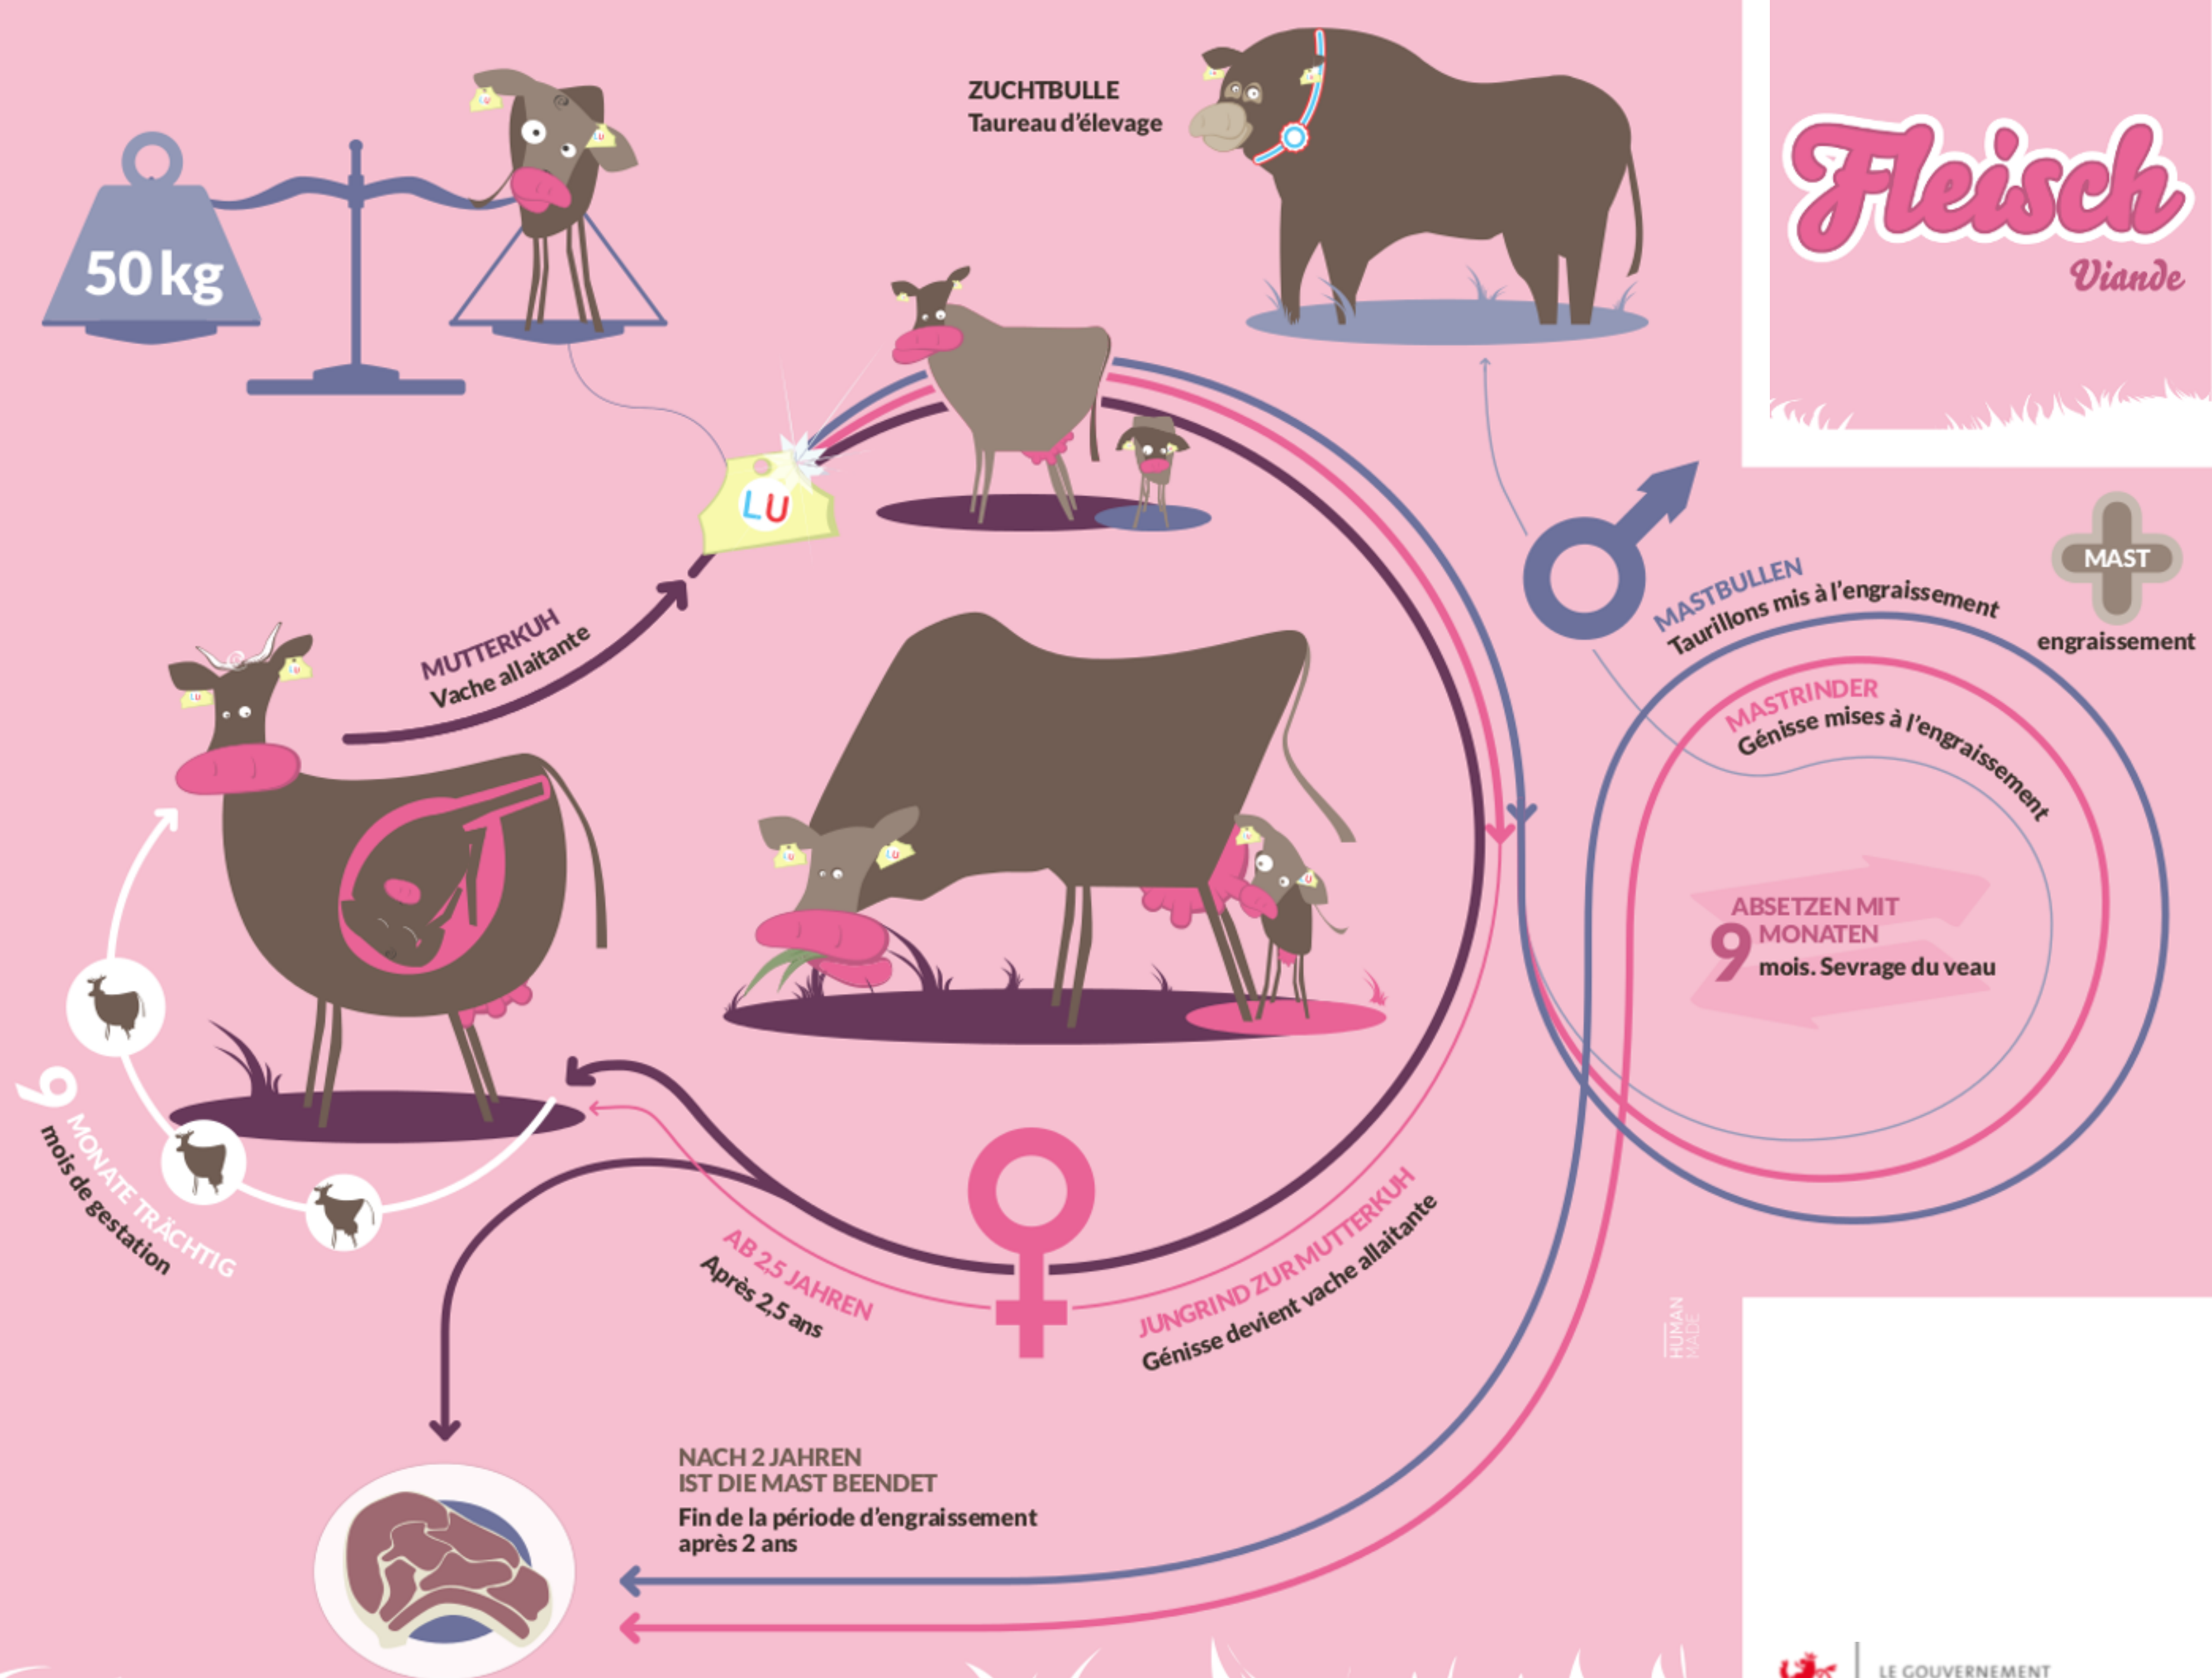 Fleisch
Viande
50 kg
ZUCHTBULLE
Taureau d'élevage
LU
MUTTERKUH
Vache allaitante
MASTBULLEN
Taurillons mis à l'engraissement
MAST
engraissement
MASTRINDER
Génisse mises à l'engraissement
ABSETZEN MIT
9 MONATEN
mois. Sevrage du veau
9 MONATE TRÄCHTIG
mois de gestation
AB 2,5 JAHREN
Après 2,5 ans
JUNGRIND ZUR MUTTERKUH
Génisse devient vache allaitante
HUMAN
MADE
NACH 2 JAHREN
IST DIE MAST BEENDET
Fin de la période d'engraissement
après 2 ans
LE GOUVERNEMENT